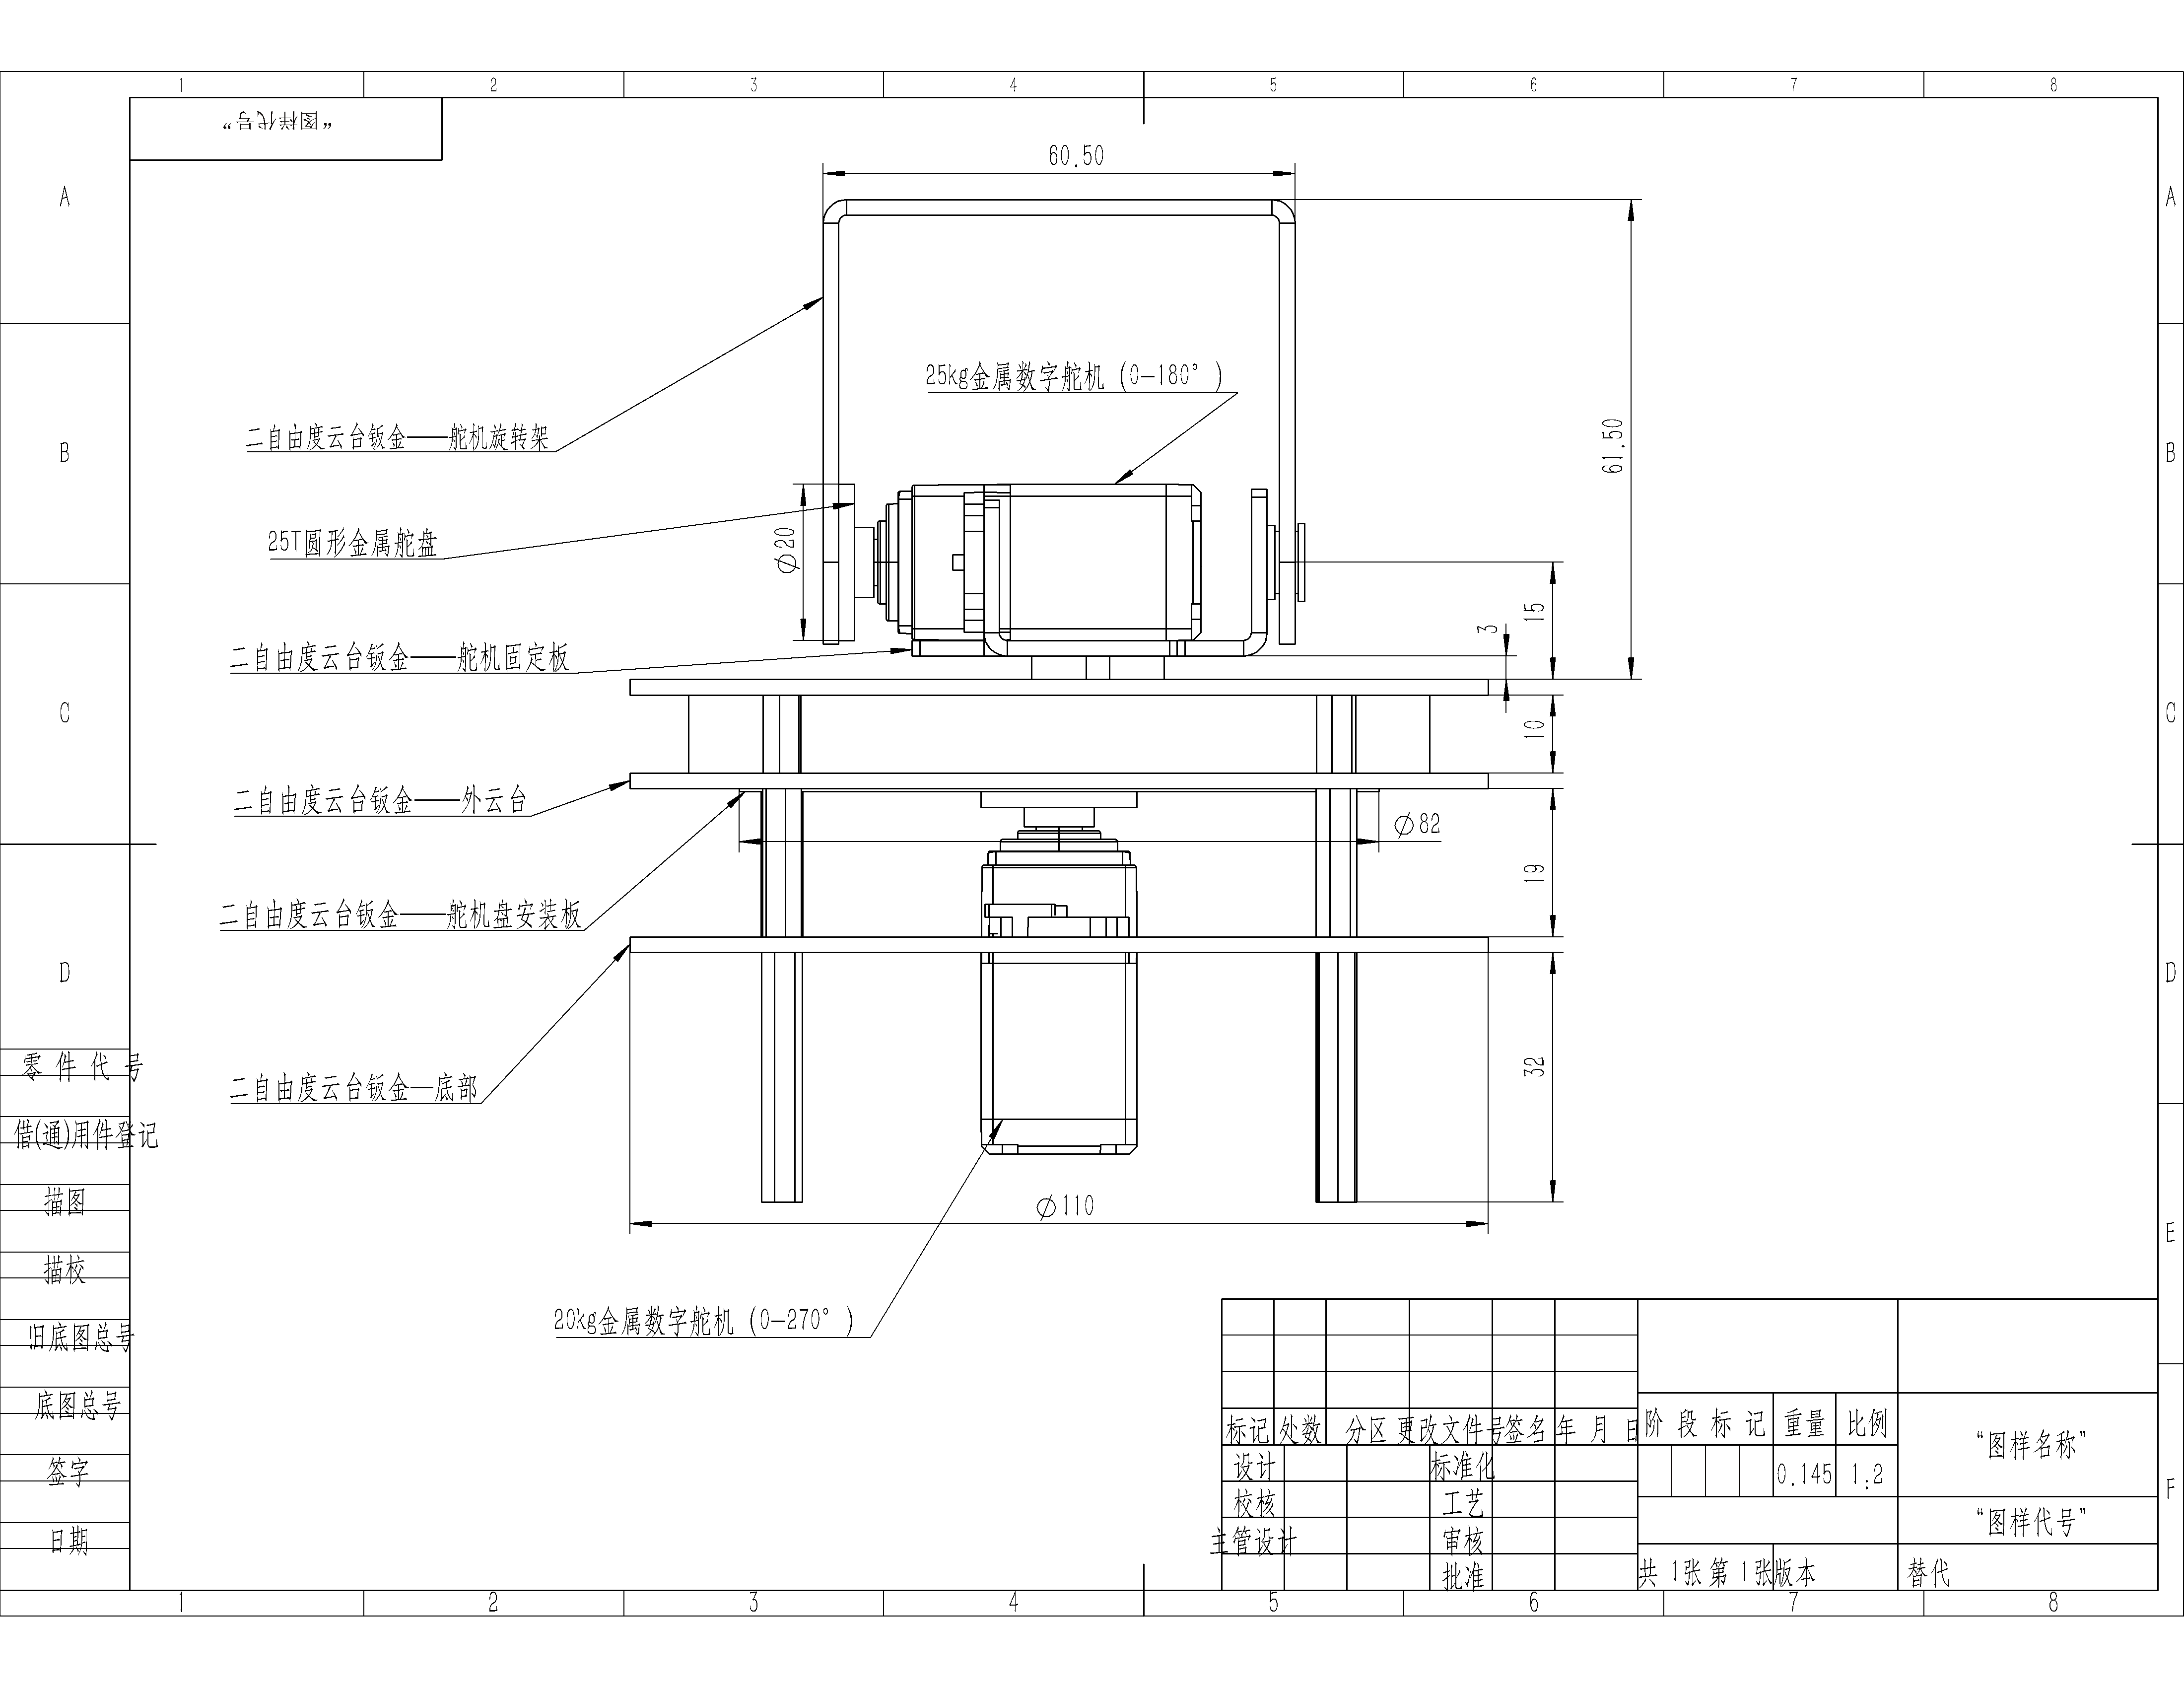 1 2 3 4 5 6 7 8
“图样代号”
A A
60.50
25kg金属数字舵机 (0-180° )
二自由度云台钣金——舵机旋转架
61.50
B B
25T圆形金属舵盘
Ø20
15
3
二自由度云台钣金——舵机固定板
C C
10
二自由度云台钣金——外云台
Ø82
19
二自由度云台钣金——舵机盘安装板
D D
32
二自由度云台钣金—底部
零 件 代 号
借(通)用件登记
描图
Ø110
E
描校
20kg金属数字舵机 (0-270° )
旧底图总号
底图总号
签字
日期
标记 处数 分区 更改文件号 签名 年 月 日 阶 段 标 记 重量 比例
“图样名称”
设计 标准化
0.145 1:2
F
校核 工艺
“图样代号”
主管设计 审核
批准
共 1张 第 1张 版本 替代
1 2 3 4 5 6 7 8